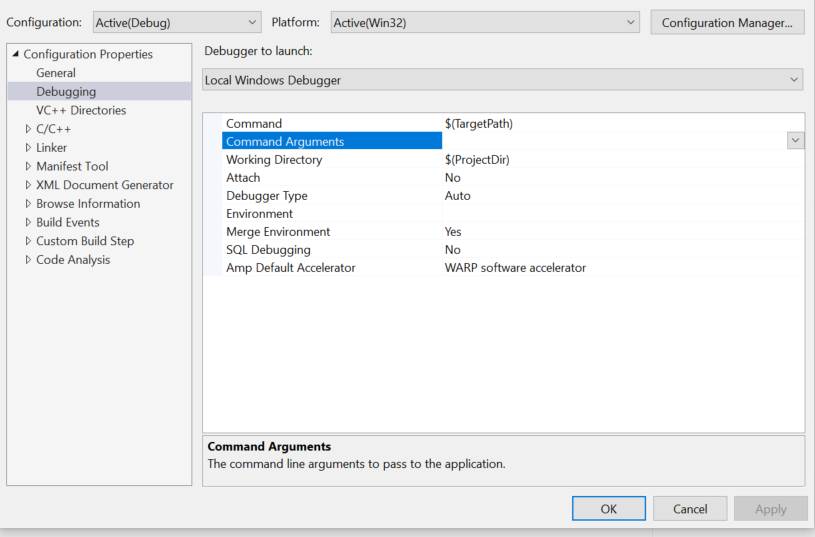 Configuration: Active(Debug) Platform: Active(Win32) Configuration Manager...
Configuration Properties
General
Debugging
VC++ Directories
C/C++
Linker
Manifest Tool
XML Document Generator
Browse Information
Build Events
Custom Build Step
Code Analysis
Debugger to launch:
Local Windows Debugger
Command $(TargetPath)
Command Arguments
Working Directory $(ProjectDir)
Attach No
Debugger Type Auto
Environment
Merge Environment Yes
SQL Debugging No
Amp Default Accelerator WARP software accelerator
Command Arguments
The command line arguments to pass to the application.
OK Cancel Apply